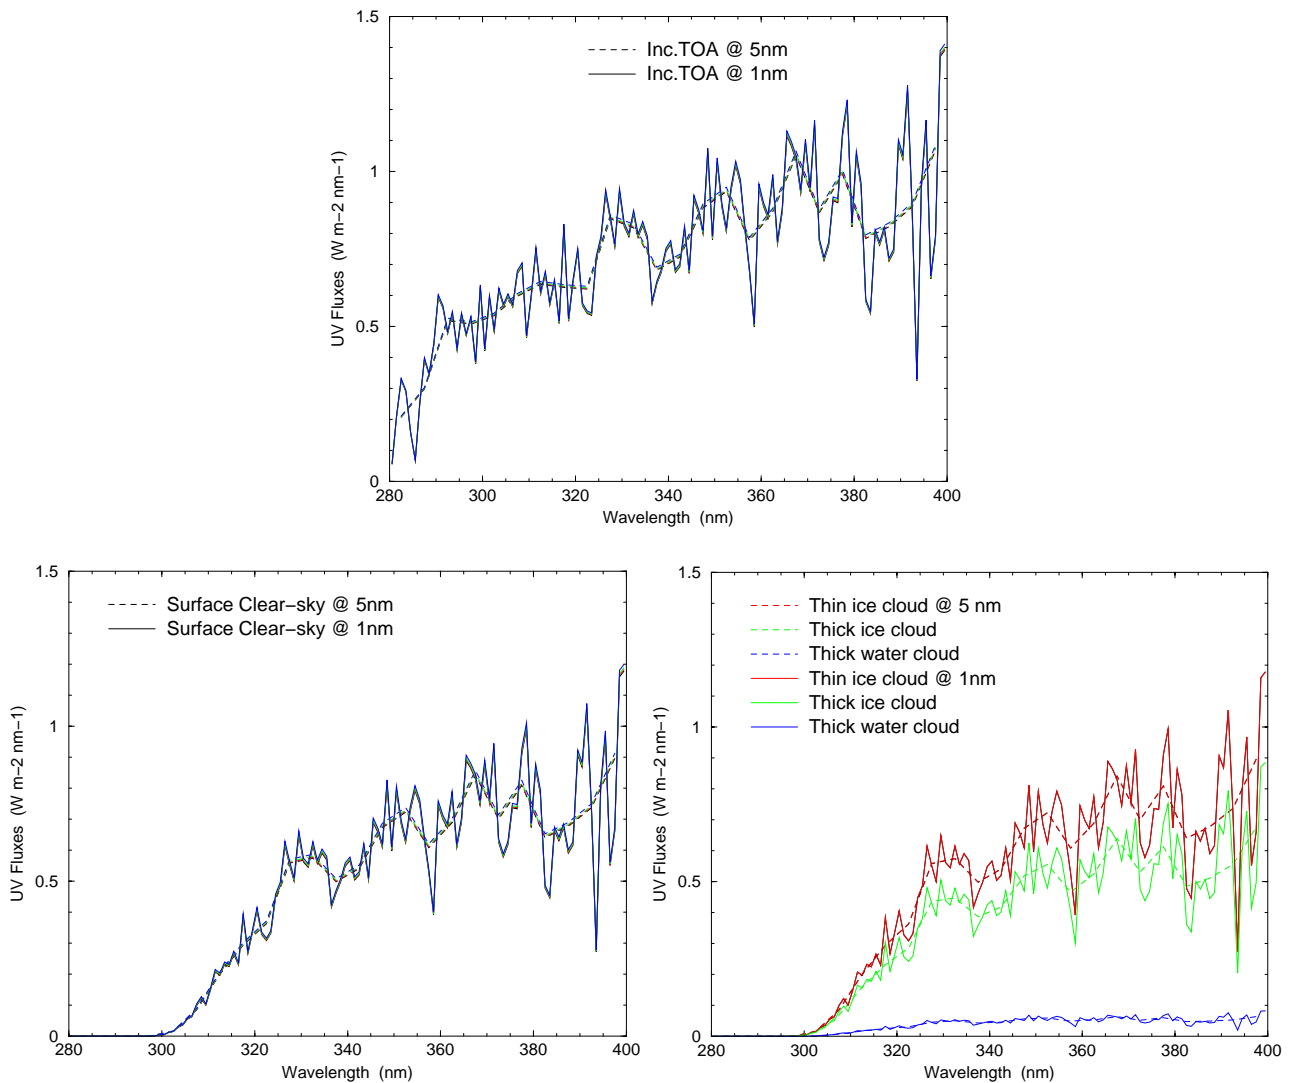 1.5
Inc.TOA @ 5nm
Inc.TOA @ 1nm
1
UV Fluxes (W m−2 nm−1)
0.5
0
280 300 320 340 360 380 400
Wavelength (nm)
1.5
Surface Clear−sky @ 5nm
Surface Clear−sky @ 1nm
1
UV Fluxes (W m−2 nm−1)
0.5
0
280 300 320 340 360 380 400
Wavelength (nm)
1.5
Thin ice cloud @ 5 nm
Thick ice cloud
Thick water cloud
Thin ice cloud @ 1nm
Thick ice cloud
Thick water cloud
1
UV Fluxes (W m−2 nm−1)
0.5
0
280 300 320 340 360 380 400
Wavelength (nm)